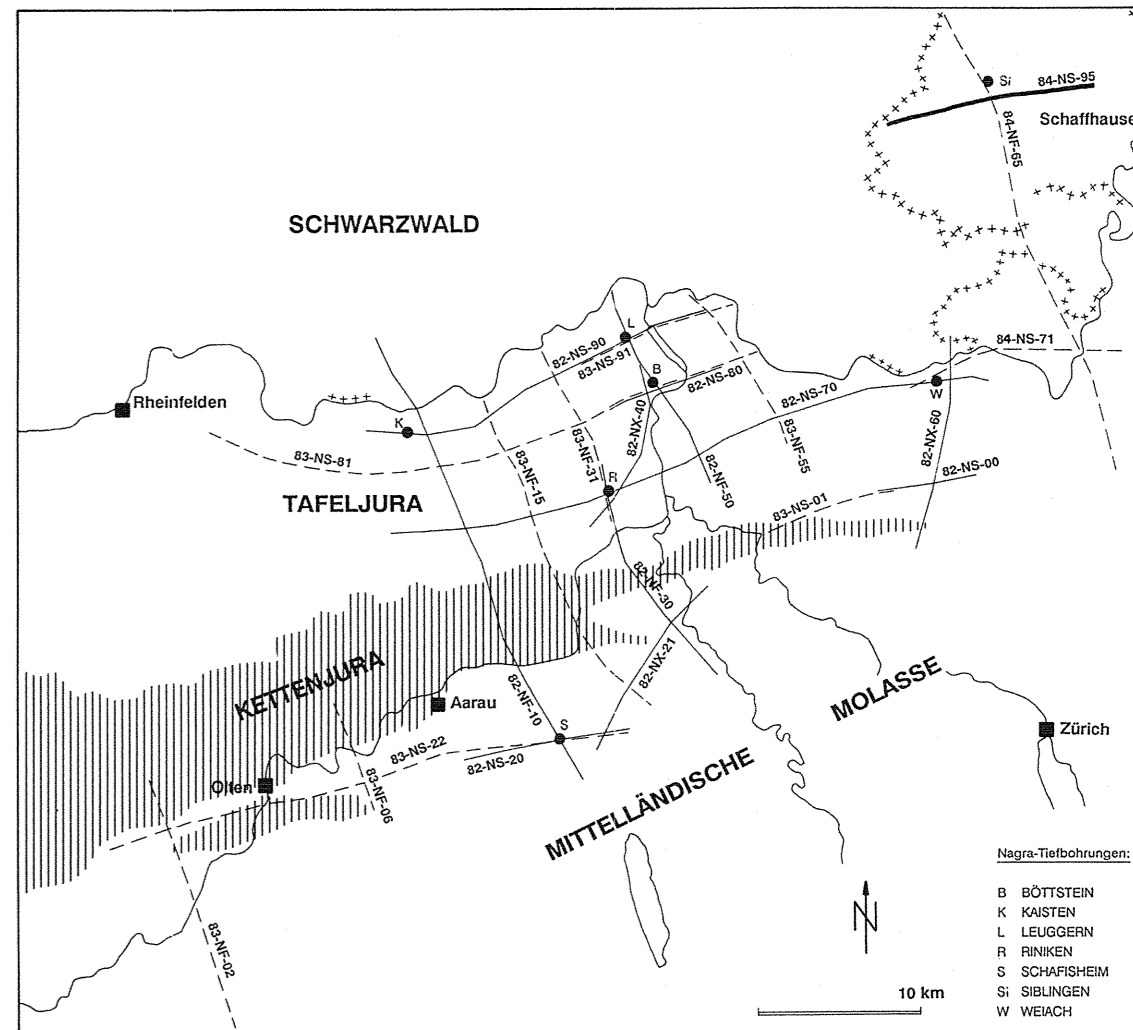 Si
84-NS-95
Schaffhause
84-NF-65
SCHWARZWALD
L
82-NS-90
83-NS-91
84-NS-71
B
82-NS-80
82-NS-70
W
Rheinfelden
K
82-NX-40
83-NF-55
82-NX-60
83-NS-81
83-NF-15
83-NF-31
R
82-NF-50
82-NS-00
TAFELJURA
83-NS-01
82-NF-30
82-NX-21
KETTENJURA
Aarau
82-NF-10
MOLASSE
S
Zürich
83-NS-22
82-NS-20
Olten
83-NF-06
MITTELLÄNDISCHE
83-NF-02
N
10 km
Nagra-Tiefbohrungen:
B BÖTTSTEIN
K KAISTEN
L LEUGGERN
R RINIKEN
S SCHAFISHEIM
Si SIBLINGEN
W WEIACH